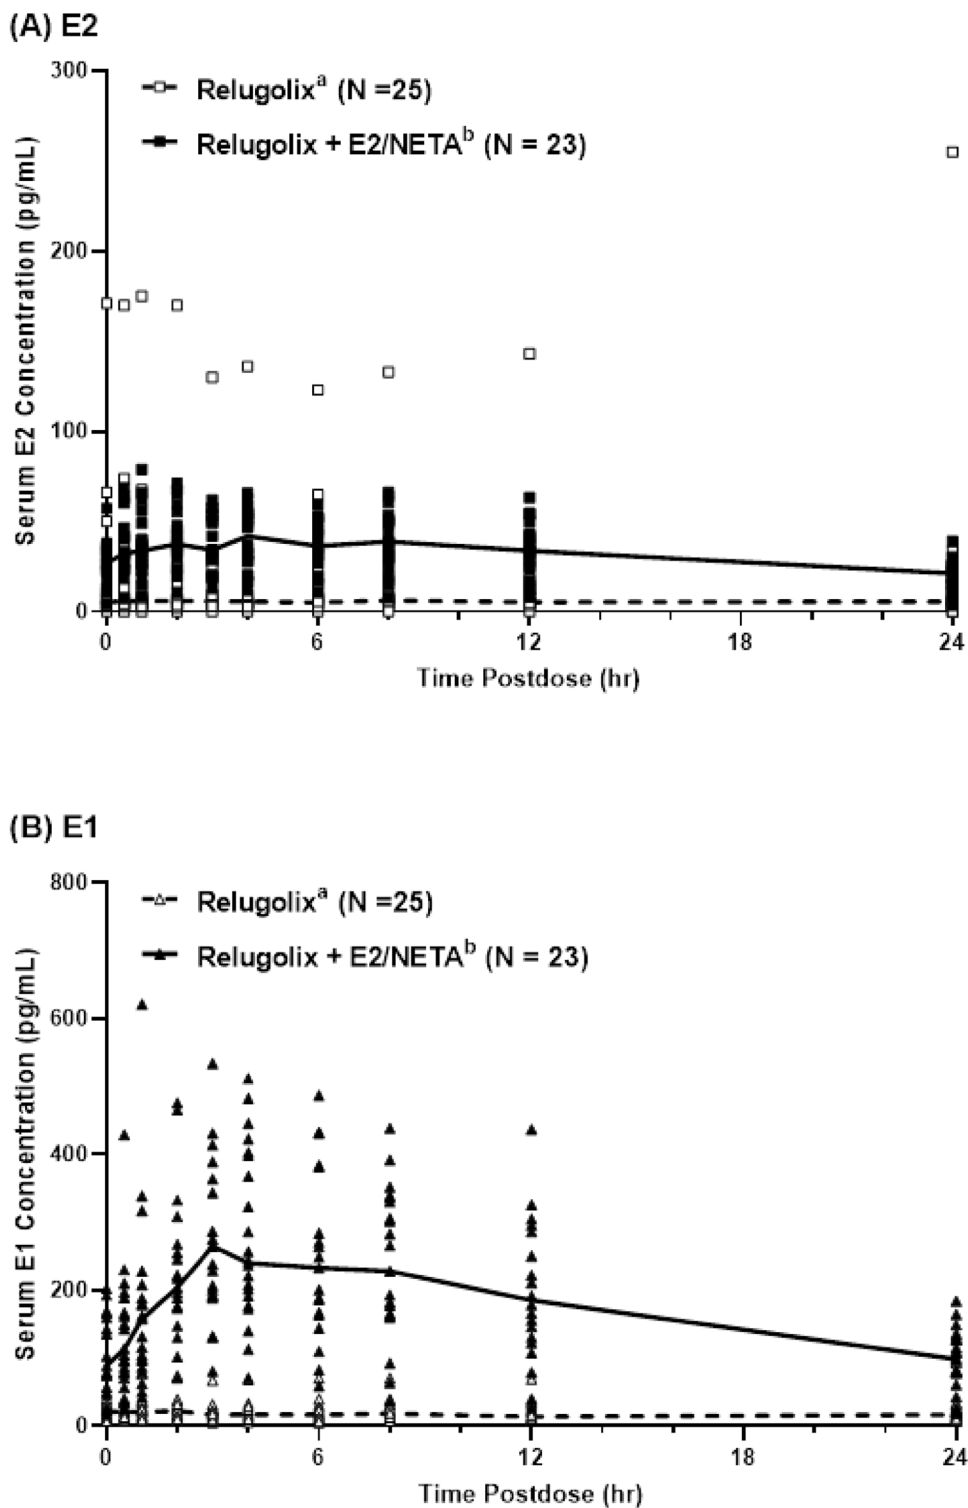 (A) E2
300
Relugolixᵃ (N =25)
Relugolix + E2/NETAᵇ (N = 23)
200
100
0
Serum E2 Concentration (pg/mL)
0 6 12 18 24
Time Postdose (hr)
(B) E1
800
Relugolixᵃ (N =25)
Relugolix + E2/NETAᵇ (N = 23)
600
400
200
0
Serum E1 Concentration (pg/mL)
0 6 12 18 24
Time Postdose (hr)